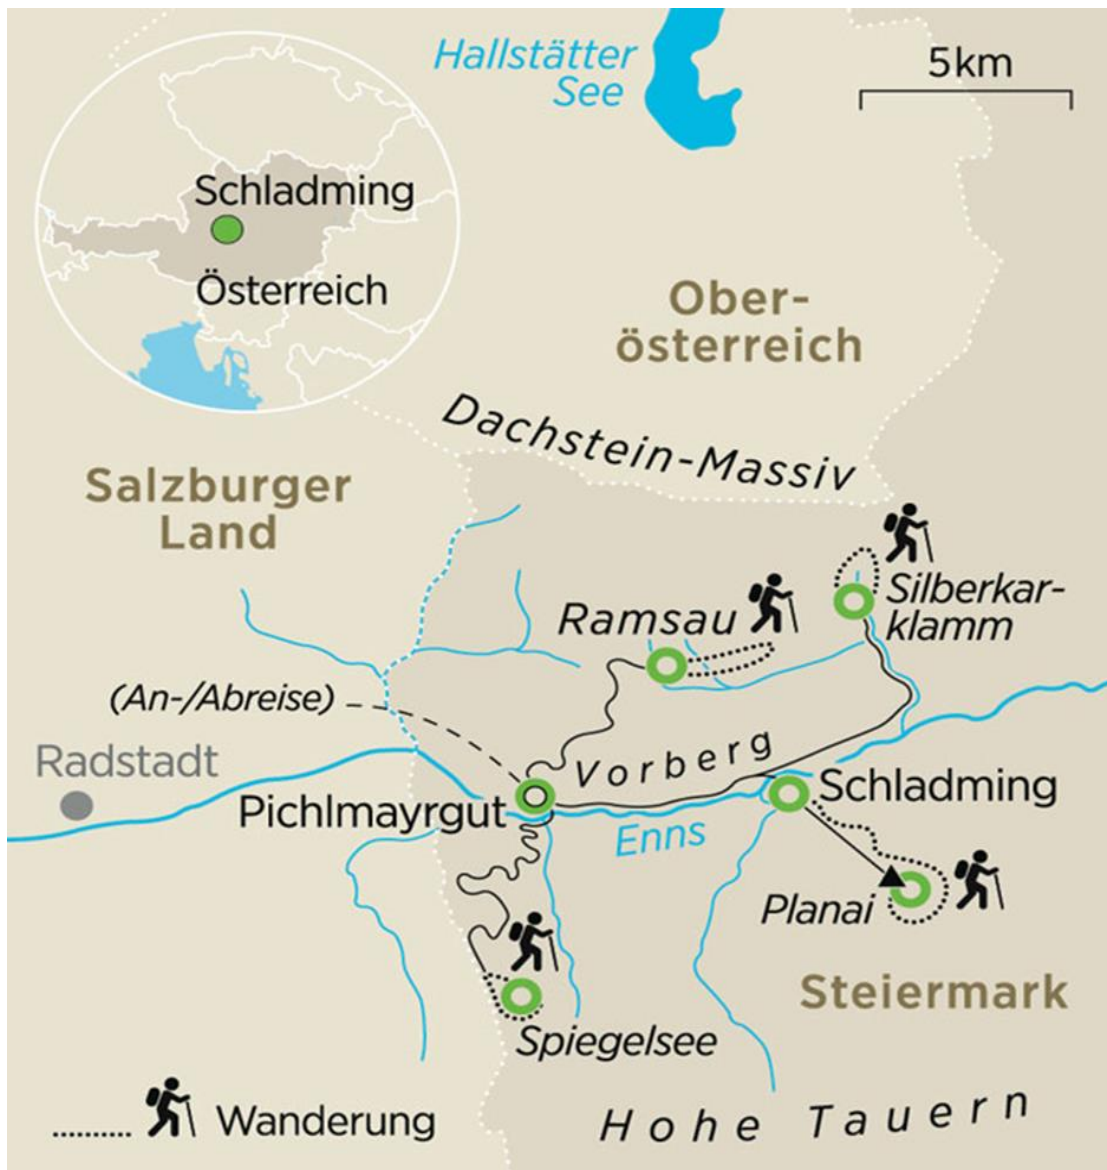 Hallstätter
See
5km
Schladming
Österreich
Ober-
österreich
Dachstein-Massiv
Salzburger
Land
Silberkar-
klamm
Ramsau
(An-/Abreise)
Radstadt
Vorberg
Pichlmayrgut
Schladming
Enns
Planai
Steiermark
Spiegelsee
Wanderung
Hohe Tauern